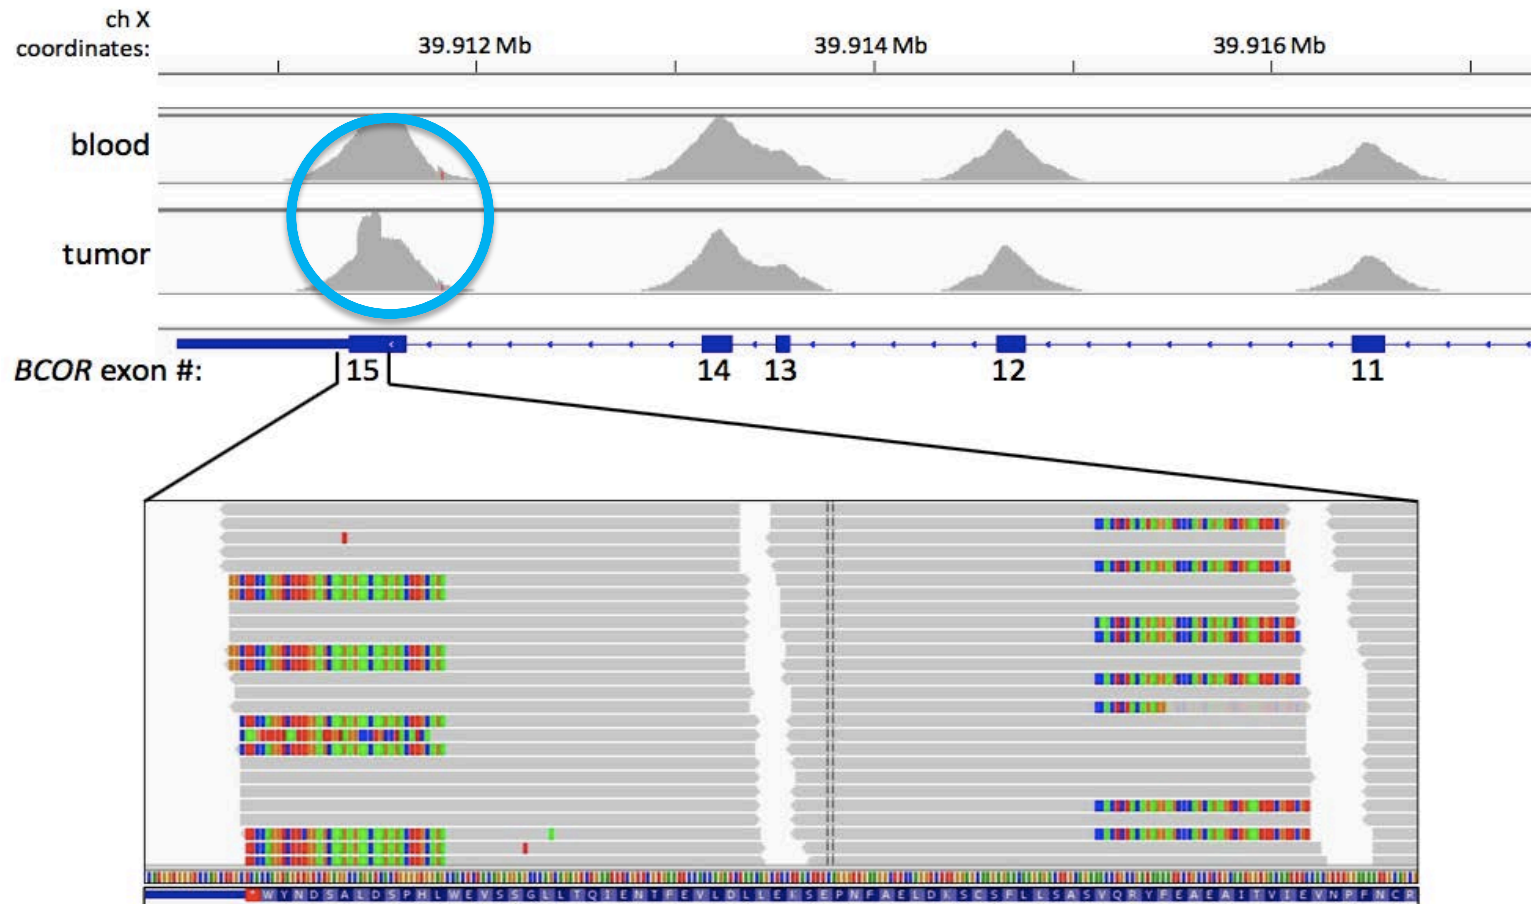 ch X
coordinates: 39.912 Mb 39.914 Mb 39.916 Mb
blood
tumor
BCOR exon #: 15 14 13 12 11
* W Y N D S A L D S P H L W E V S S G L L T Q I E N T F E V L D L L E K S E P N F A E L D K S C S F L L S A S V Q R Y F E A E A I T V I E V N P F N C R